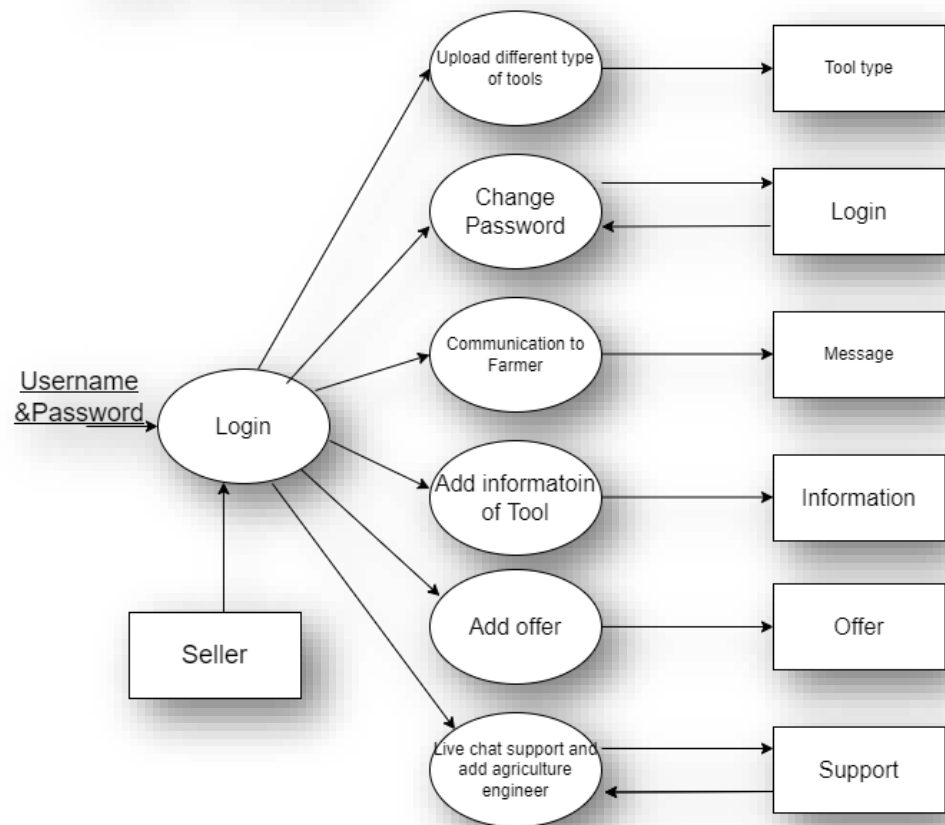 Upload different type
of tools
Tool type
Change
Password
Login
Communication to
Farmer
Message
Username
&Password
Login
Add informatoin
of Tool
Information
Seller
Add offer
Offer
Live chat support and
add agriculture
engineer
Support